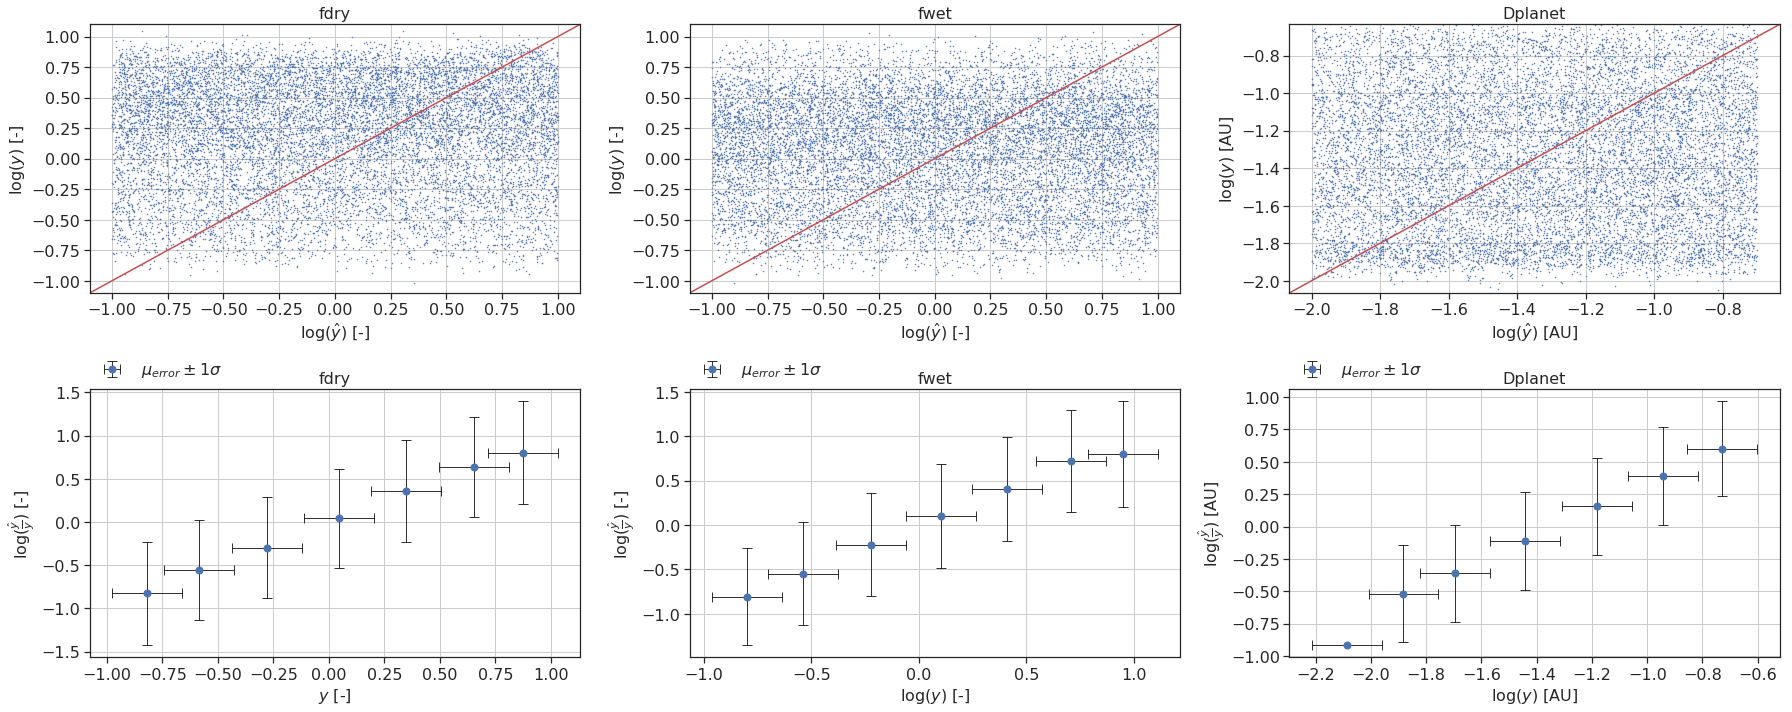 fdry
fwet
Dplanet
1.00
0.75
0.50
0.25
0.00
−0.25
−0.50
−0.75
−1.00
log(y) [-]
−1.00 −0.75 −0.50 −0.25 0.00 0.25 0.50 0.75 1.00
log(ŷ) [-]
1.00
0.75
0.50
0.25
0.00
−0.25
−0.50
−0.75
−1.00
log(y) [-]
−1.00 −0.75 −0.50 −0.25 0.00 0.25 0.50 0.75 1.00
log(ŷ) [-]
−0.8
−1.0
−1.2
−1.4
−1.6
−1.8
−2.0
log(y) [AU]
−2.0 −1.8 −1.6 −1.4 −1.2 −1.0 −0.8
log(ŷ) [AU]
μerror ± 1σ
fdry
1.5
1.0
0.5
0.0
−0.5
−1.0
−1.5
log(ŷ/y) [-]
−1.00 −0.75 −0.50 −0.25 0.00 0.25 0.50 0.75 1.00
y [-]
μerror ± 1σ
fwet
1.5
1.0
0.5
0.0
−0.5
−1.0
log(ŷ/y) [-]
−1.0 −0.5 0.0 0.5 1.0
log(y) [-]
μerror ± 1σ
Dplanet
1.00
0.75
0.50
0.25
0.00
−0.25
−0.50
−0.75
−1.00
log(ŷ/y) [AU]
−2.2 −2.0 −1.8 −1.6 −1.4 −1.2 −1.0 −0.8 −0.6
log(y) [AU]